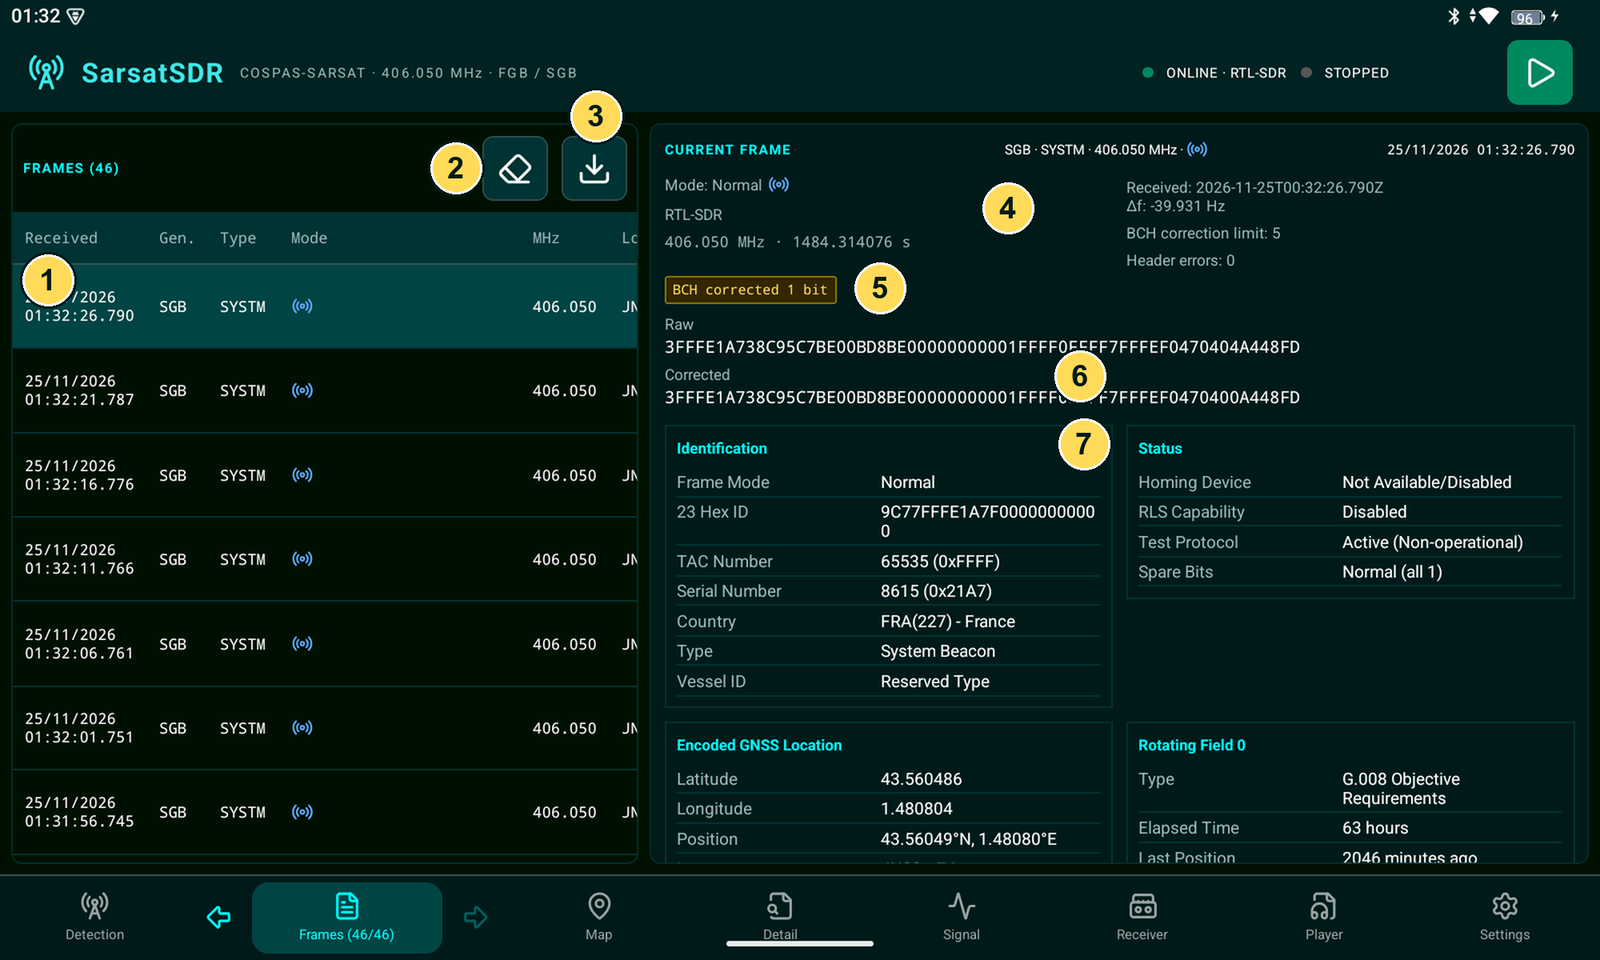 01:32
96
SarsatSDR COSPAS-SARSAT · 406.050 MHz · FGB / SGB
ONLINE · RTL-SDR STOPPED
3
2
FRAMES (46)
Received Gen. Type Mode MHz
1
/2026
01:32:26.790 SGB SYSTM 406.050
25/11/2026
01:32:21.787 SGB SYSTM 406.050
25/11/2026
01:32:16.776 SGB SYSTM 406.050
25/11/2026
01:32:11.766 SGB SYSTM 406.050
25/11/2026
01:32:06.761 SGB SYSTM 406.050
25/11/2026
01:32:01.751 SGB SYSTM 406.050
25/11/2026
01:31:56.745 SGB SYSTM 406.050
CURRENT FRAME SGB · SYSTM · 406.050 MHz · 25/11/2026 01:32:26.790
Mode: Normal
RTL-SDR
406.050 MHz · 1484.314076 s
4
Received: 2026-11-25T00:32:26.790Z
Δf: -39.931 Hz
BCH correction limit: 5
Header errors: 0
BCH corrected 1 bit
5
Raw
3FFFE1A738C95C7BE00BD8BE00000000001FFFF0FFFF7FFFEF0470404A448FD
6
Corrected
3FFFE1A738C95C7BE00BD8BE00000000001FFFF0 F7FFFEF0470400A448FD
7
Identification
Frame Mode Normal
23 Hex ID 9C77FFFE1A7F0000000000
0
TAC Number 65535 (0xFFFF)
Serial Number 8615 (0x21A7)
Country FRA(227) - France
Type System Beacon
Vessel ID Reserved Type
Status
Homing Device Not Available/Disabled
RLS Capability Disabled
Test Protocol Active (Non-operational)
Spare Bits Normal (all 1)
Encoded GNSS Location
Latitude 43.560486
Longitude 1.480804
Position 43.56049°N, 1.48080°E
Rotating Field 0
Type G.008 Objective
Requirements
Elapsed Time 63 hours
Last Position 2046 minutes ago
Detection
Frames (46/46)
Map
Detail
Signal
Receiver
Player
Settings